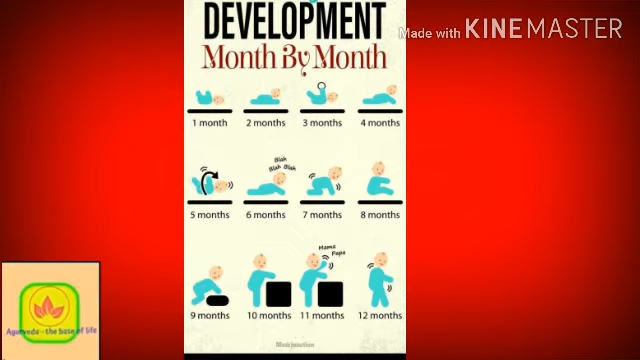 DEVELOPMENT
Month By Month
Made with KINEMASTER
1 month
2 months
3 months
4 months
Blah
Blah Blah
5 months
6 months
7 months
8 months
Mama
Papa
9 months
10 months
11 months
12 months
Ayurveda - the base of life